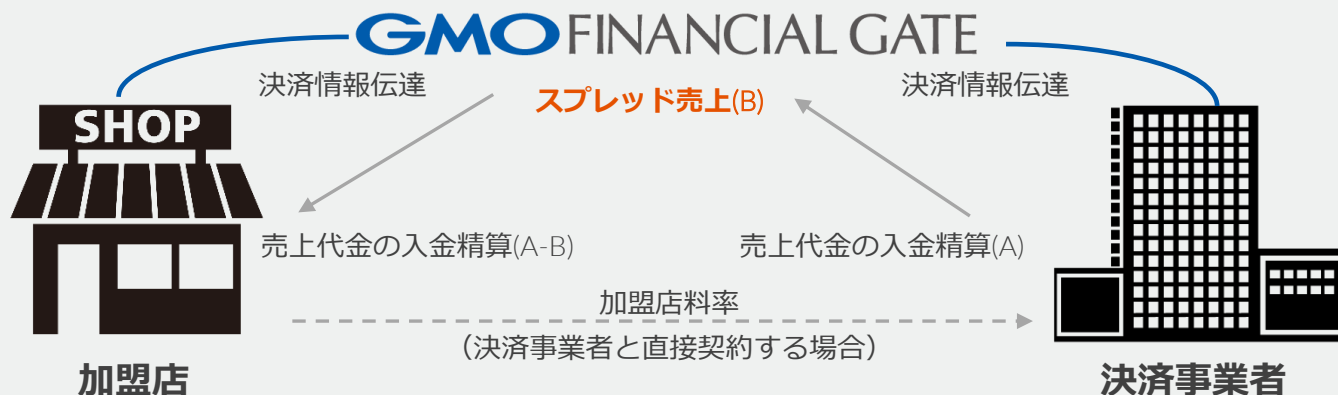 GMO FINANCIAL GATE
決済情報伝達
スプレッド売上(B)
決済情報伝達
SHOP
売上代金の入金精算(A-B)
売上代金の入金精算(A)
加盟店料率
（決済事業者と直接契約する場合）
加盟店
決済事業者